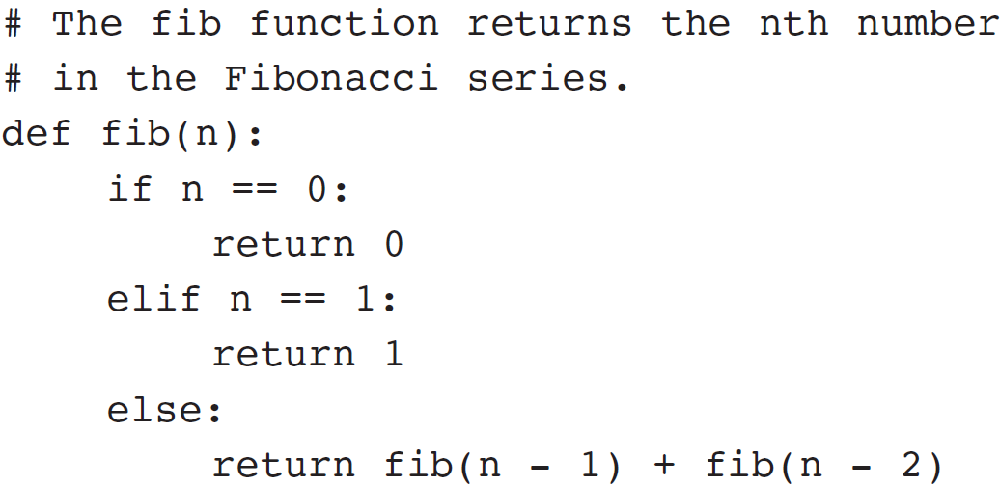 # The fib function returns the nth number
# in the Fibonacci series.
def fib(n):
    if n == 0:
        return 0
    elif n == 1:
        return 1
    else:
        return fib(n - 1) + fib(n - 2)